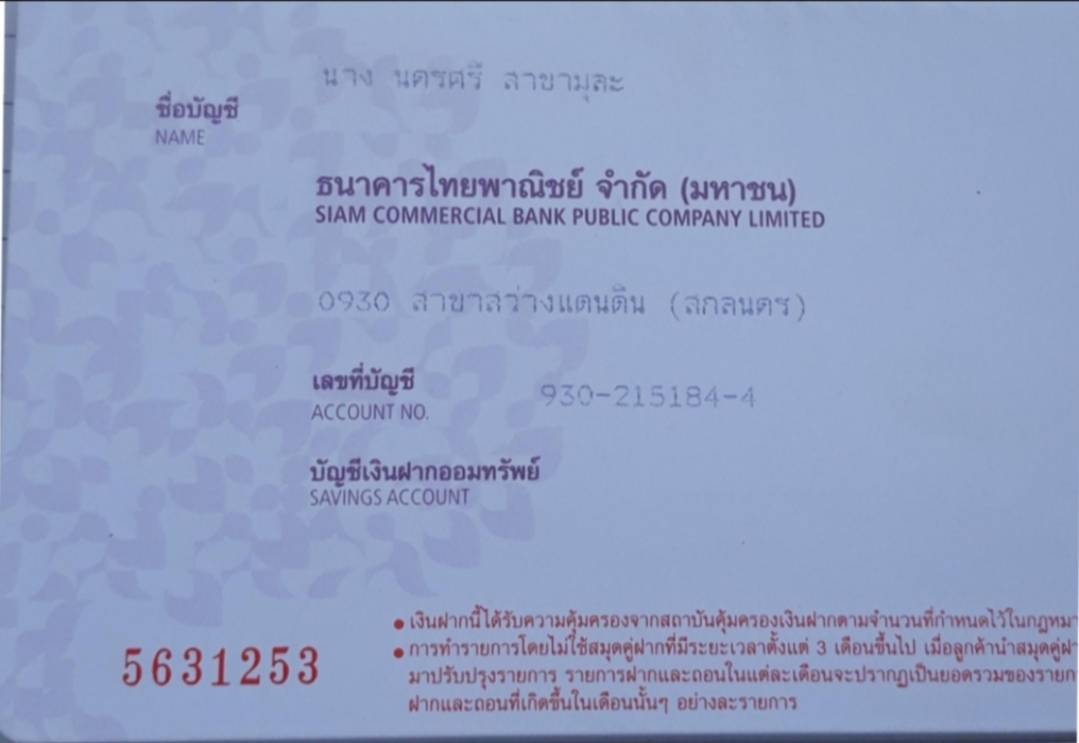 นาง นครศรี สาขามุละ
ชื่อบัญชี
NAME
ธนาคารไทยพาณิชย์ จำกัด (มหาชน)
SIAM COMMERCIAL BANK PUBLIC COMPANY LIMITED
0930 สาขาสว่างแดนดิน (สกลนคร)
เลขที่บัญชี 930-215184-4
ACCOUNT NO.
บัญชีเงินฝากออมทรัพย์
SAVINGS ACCOUNT
● เงินฝากนี้ได้รับความคุ้มครองจากสถาบันคุ้มครองเงินฝากตามจำนวนที่กำหนดไว้ในกฎหมา
● การทำรายการโดยไม่ใช้สมุดคู่ฝากที่มีระยะเวลาตั้งแต่ 3 เดือนขึ้นไป เมื่อลูกค้านำสมุดคู่ฝา
มาปรับปรุงรายการ รายการฝากและถอนในแต่ละเดือนจะปรากฏเป็นยอดรวมของรายก
ฝากและถอนที่เกิดขึ้นในเดือนนั้นๆ อย่างละรายการ
5631253